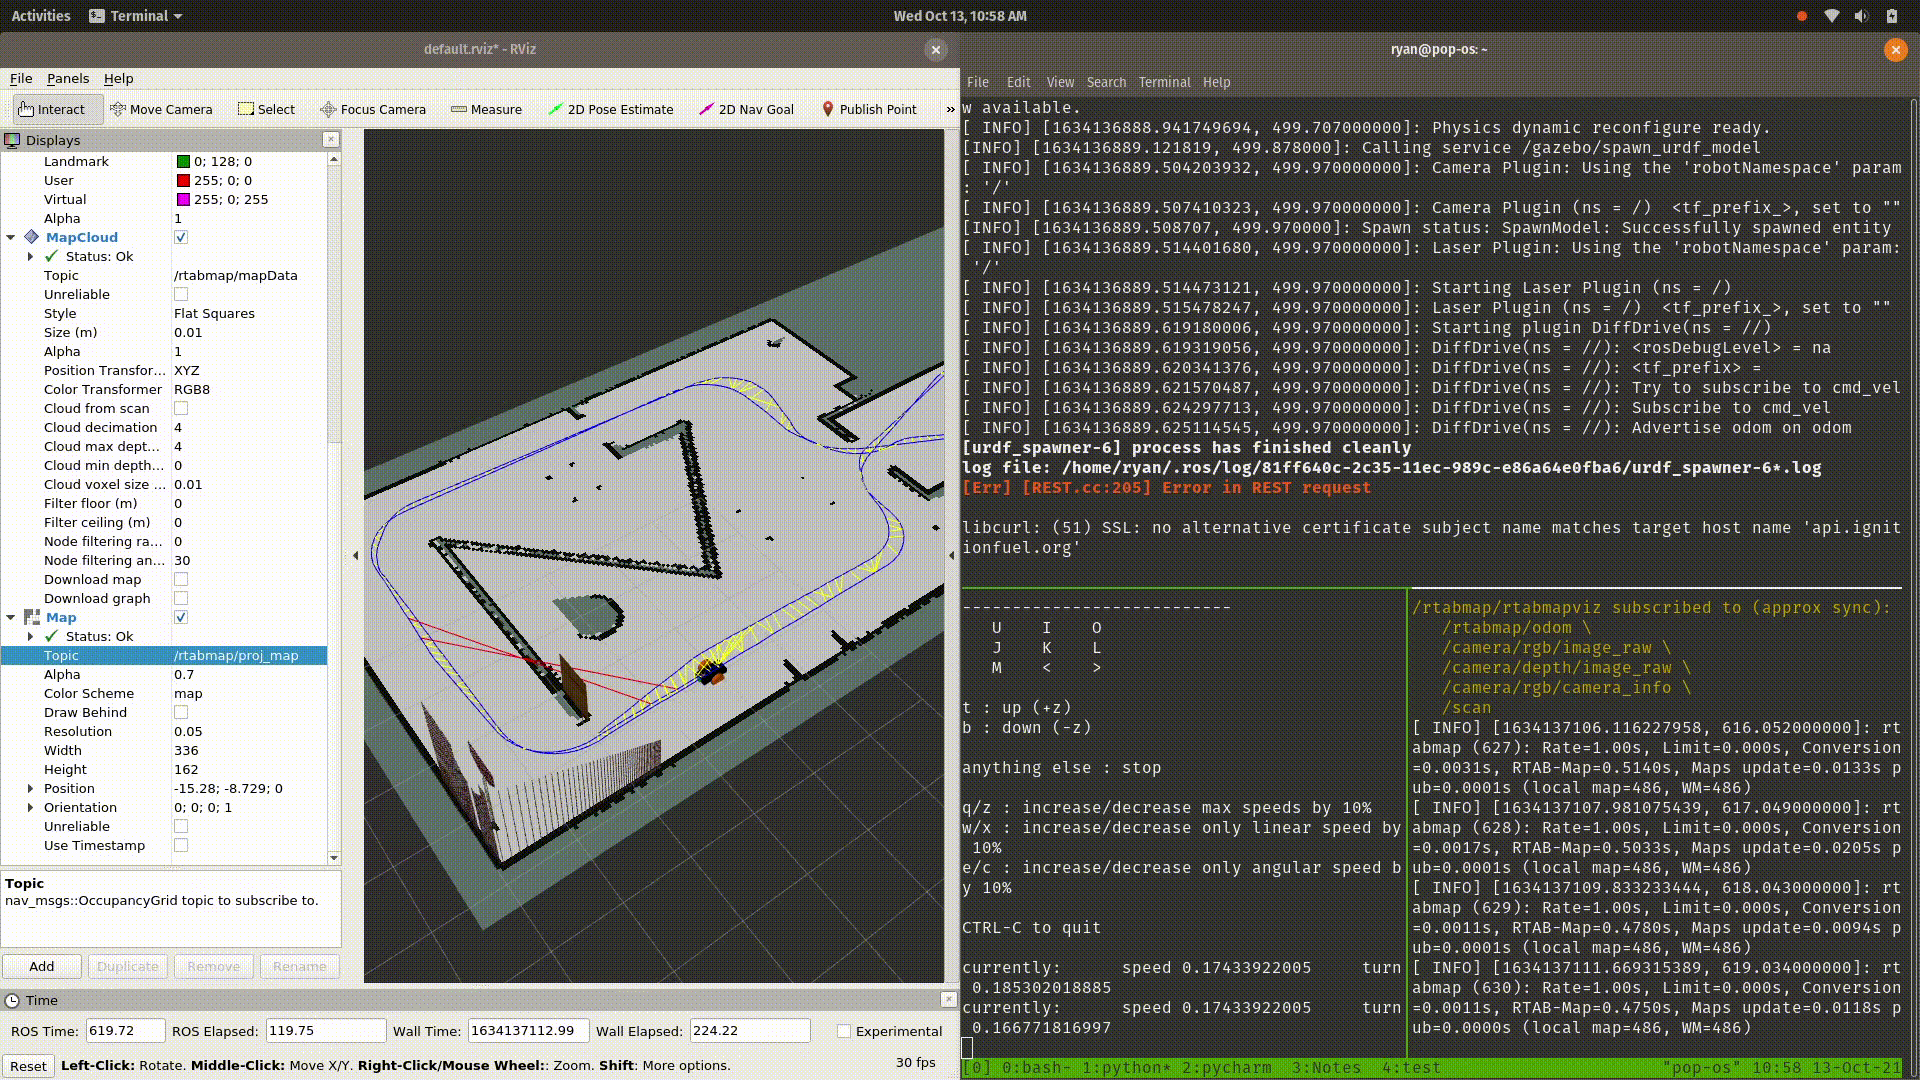 Activities
Terminal
Wed Oct 13, 10:58 AM
default.rviz* - RViz
File Panels Help
Interact Move Camera Select Focus Camera Measure 2D Pose Estimate 2D Nav Goal Publish Point »
Displays
Landmark 0; 128; 0
User 255; 0; 0
Virtual 255; 0; 255
Alpha 1
MapCloud
Status: Ok
Topic /rtabmap/mapData
Unreliable
Style Flat Squares
Size (m) 0.01
Alpha 1
Position Transfor... XYZ
Color Transformer RGB8
Cloud from scan
Cloud decimation 4
Cloud max dept... 4
Cloud min depth... 0
Cloud voxel size ... 0.01
Filter floor (m) 0
Filter ceiling (m) 0
Node filtering ra... 0
Node filtering an... 30
Download map
Download graph
Map
Status: Ok
Topic /rtabmap/proj_map
Alpha 0.7
Color Scheme map
Draw Behind
Resolution 0.05
Width 336
Height 162
Position -15.28; -8.729; 0
Orientation 0; 0; 0; 1
Unreliable
Use Timestamp
Topic
nav_msgs::OccupancyGrid topic to subscribe to.
Add Duplicate Remove Rename
Time
ROS Time: 619.72 ROS Elapsed: 119.75 Wall Time: 1634137112.99 Wall Elapsed: 224.22 Experimental
Reset Left-Click: Rotate. Middle-Click: Move X/Y. Right-Click/Mouse Wheel:: Zoom. Shift: More options. 30 fps
ryan@pop-os: ~
File Edit View Search Terminal Help
w available.
[ INFO] [1634136888.941749694, 499.707000000]: Physics dynamic reconfigure ready.
[INFO] [1634136889.121819, 499.878000]: Calling service /gazebo/spawn_urdf_model
[ INFO] [1634136889.504203932, 499.970000000]: Camera Plugin: Using the 'robotNamespace' param
: '/'
[ INFO] [1634136889.507410323, 499.970000000]: Camera Plugin (ns = /)  <tf_prefix_>, set to ""
[INFO] [1634136889.508707, 499.970000]: Spawn status: SpawnModel: Successfully spawned entity
[ INFO] [1634136889.514401680, 499.970000000]: Laser Plugin: Using the 'robotNamespace' param:
 '/'
[ INFO] [1634136889.514473121, 499.970000000]: Starting Laser Plugin (ns = /)
[ INFO] [1634136889.515478247, 499.970000000]: Laser Plugin (ns = /)  <tf_prefix_>, set to ""
[ INFO] [1634136889.619180006, 499.970000000]: Starting plugin DiffDrive(ns = //)
[ INFO] [1634136889.619319056, 499.970000000]: DiffDrive(ns = //): <rosDebugLevel> = na
[ INFO] [1634136889.620341376, 499.970000000]: DiffDrive(ns = //): <tf_prefix> =
[ INFO] [1634136889.621570487, 499.970000000]: DiffDrive(ns = //): Try to subscribe to cmd_vel
[ INFO] [1634136889.624297713, 499.970000000]: DiffDrive(ns = //): Subscribe to cmd_vel
[ INFO] [1634136889.625114545, 499.970000000]: DiffDrive(ns = //): Advertise odom on odom
[urdf_spawner-6] process has finished cleanly
log file: /home/ryan/.ros/log/81ff640c-2c35-11ec-989c-e86a64e0fba6/urdf_spawner-6*.log
[Err] [REST.cc:205] Error in REST request
libcurl: (51) SSL: no alternative certificate subject name matches target host name 'api.ignit
ionfuel.org'
---------------------------
U I O
J K L
M < >
t : up (+z)
b : down (-z)
anything else : stop
q/z : increase/decrease max speeds by 10%
w/x : increase/decrease only linear speed by
 10%
e/c : increase/decrease only angular speed b
y 10%
CTRL-C to quit
currently: speed 0.17433922005 turn
 0.185302018885
currently: speed 0.17433922005 turn
 0.166771816997
/rtabmap/rtabmapviz subscribed to (approx sync):
/rtabmap/odom \
/camera/rgb/image_raw \
/camera/depth/image_raw \
/camera/rgb/camera_info \
/scan
[ INFO] [1634137106.116227958, 616.052000000]: rt
abmap (627): Rate=1.00s, Limit=0.000s, Conversion
=0.0031s, RTAB-Map=0.5140s, Maps update=0.0133s p
ub=0.0001s (local map=486, WM=486)
[ INFO] [1634137107.981075439, 617.049000000]: rt
abmap (628): Rate=1.00s, Limit=0.000s, Conversion
=0.0017s, RTAB-Map=0.5033s, Maps update=0.0205s p
ub=0.0001s (local map=486, WM=486)
[ INFO] [1634137109.833233444, 618.043000000]: rt
abmap (629): Rate=1.00s, Limit=0.000s, Conversion
=0.0011s, RTAB-Map=0.4780s, Maps update=0.0094s p
ub=0.0001s (local map=486, WM=486)
[ INFO] [1634137111.669315389, 619.034000000]: rt
abmap (630): Rate=1.00s, Limit=0.000s, Conversion
=0.0011s, RTAB-Map=0.4750s, Maps update=0.0118s p
ub=0.0000s (local map=486, WM=486)
[0] 0:bash- 1:python* 2:pycharm 3:Notes 4:test "pop-os" 10:58 13-Oct-21